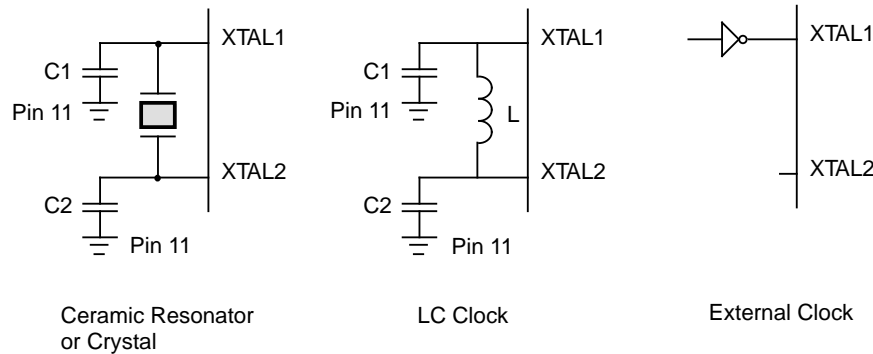 XTAL1
C1
Pin 11
XTAL2
C2
Pin 11
Ceramic Resonator
or Crystal
XTAL1
C1
Pin 11
L
XTAL2
C2
Pin 11
LC Clock
XTAL1
XTAL2
External Clock